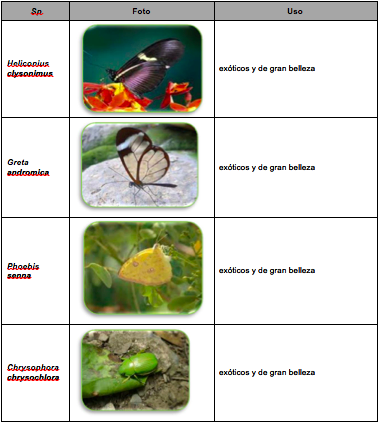 Sp. Foto Uso
Heliconius
clysonimus
exóticos y de gran belleza
Greta
andromica
exóticos y de gran belleza
Phoebis
senna
exóticos y de gran belleza
Chrysophora
chrysochlora
exóticos y de gran belleza